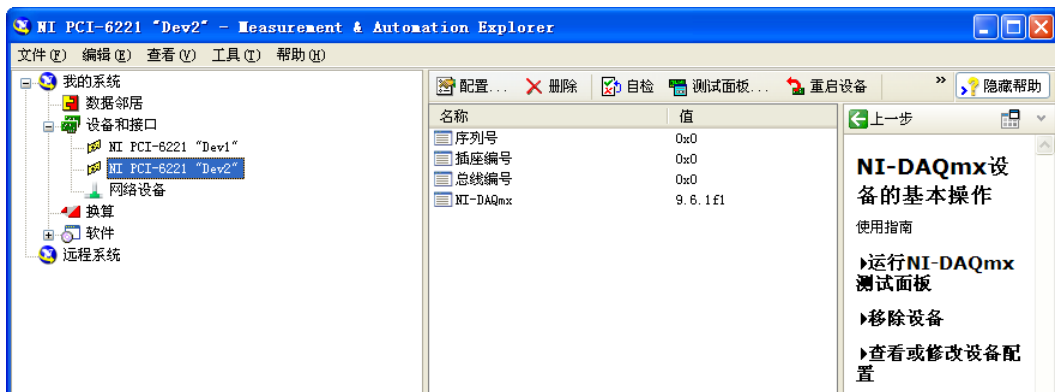 NI PCI-6221 "Dev2" - Measurement & Automation Explorer
文件(F) 编辑(E) 查看(V) 工具(T) 帮助(H)
我的系统
数据邻居
设备和接口
NI PCI-6221 "Dev1"
NI PCI-6221 "Dev2"
网络设备
换算
软件
远程系统
配置... 删除 自检 测试面板... 重启设备 » 隐藏帮助
名称 值
序列号 0x0
插座编号 0x0
总线编号 0x0
NI-DAQmx 9.6.1f1
上一步
NI-DAQmx设
备的基本操作
使用指南
运行NI-DAQmx
测试面板
移除设备
查看或修改设备配
置